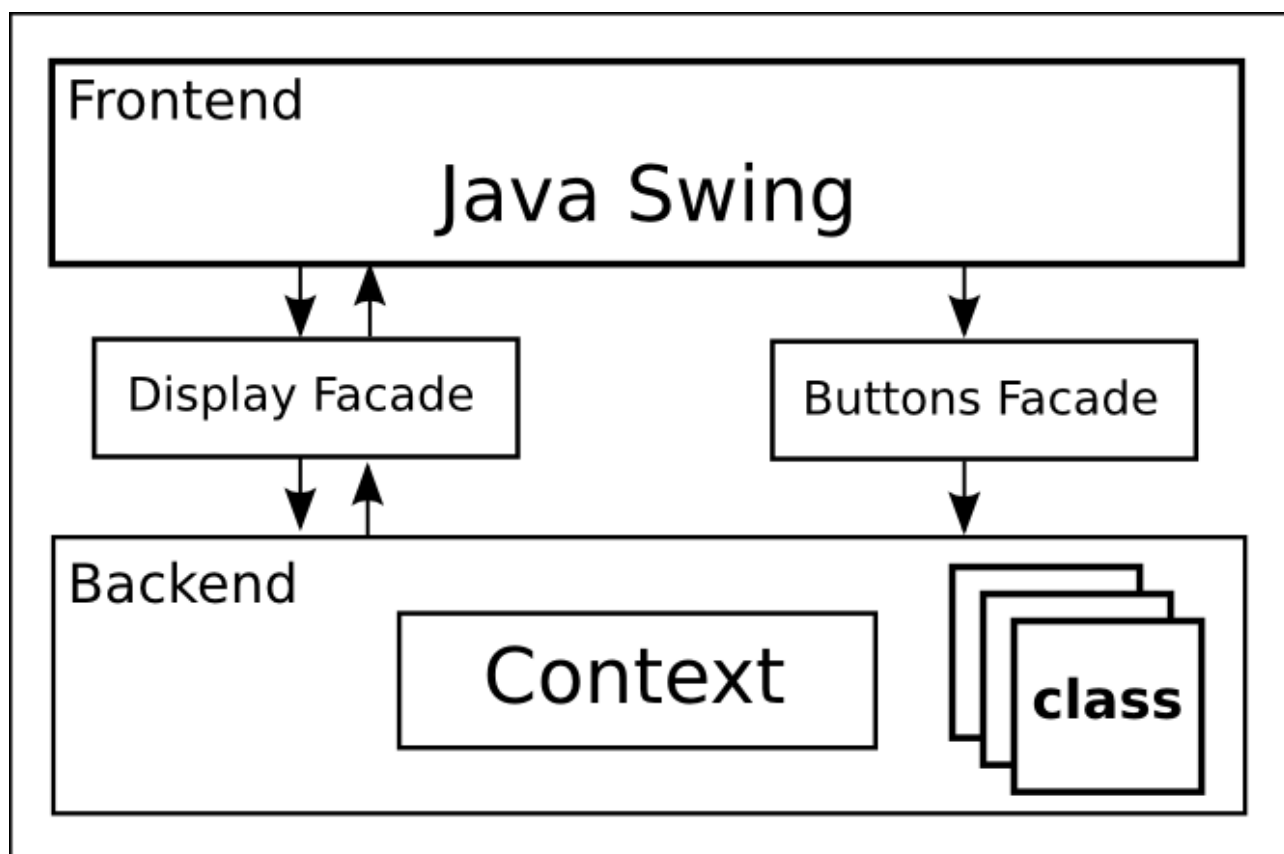 Frontend
Java Swing
Display Facade
Buttons Facade
Backend
Context
class